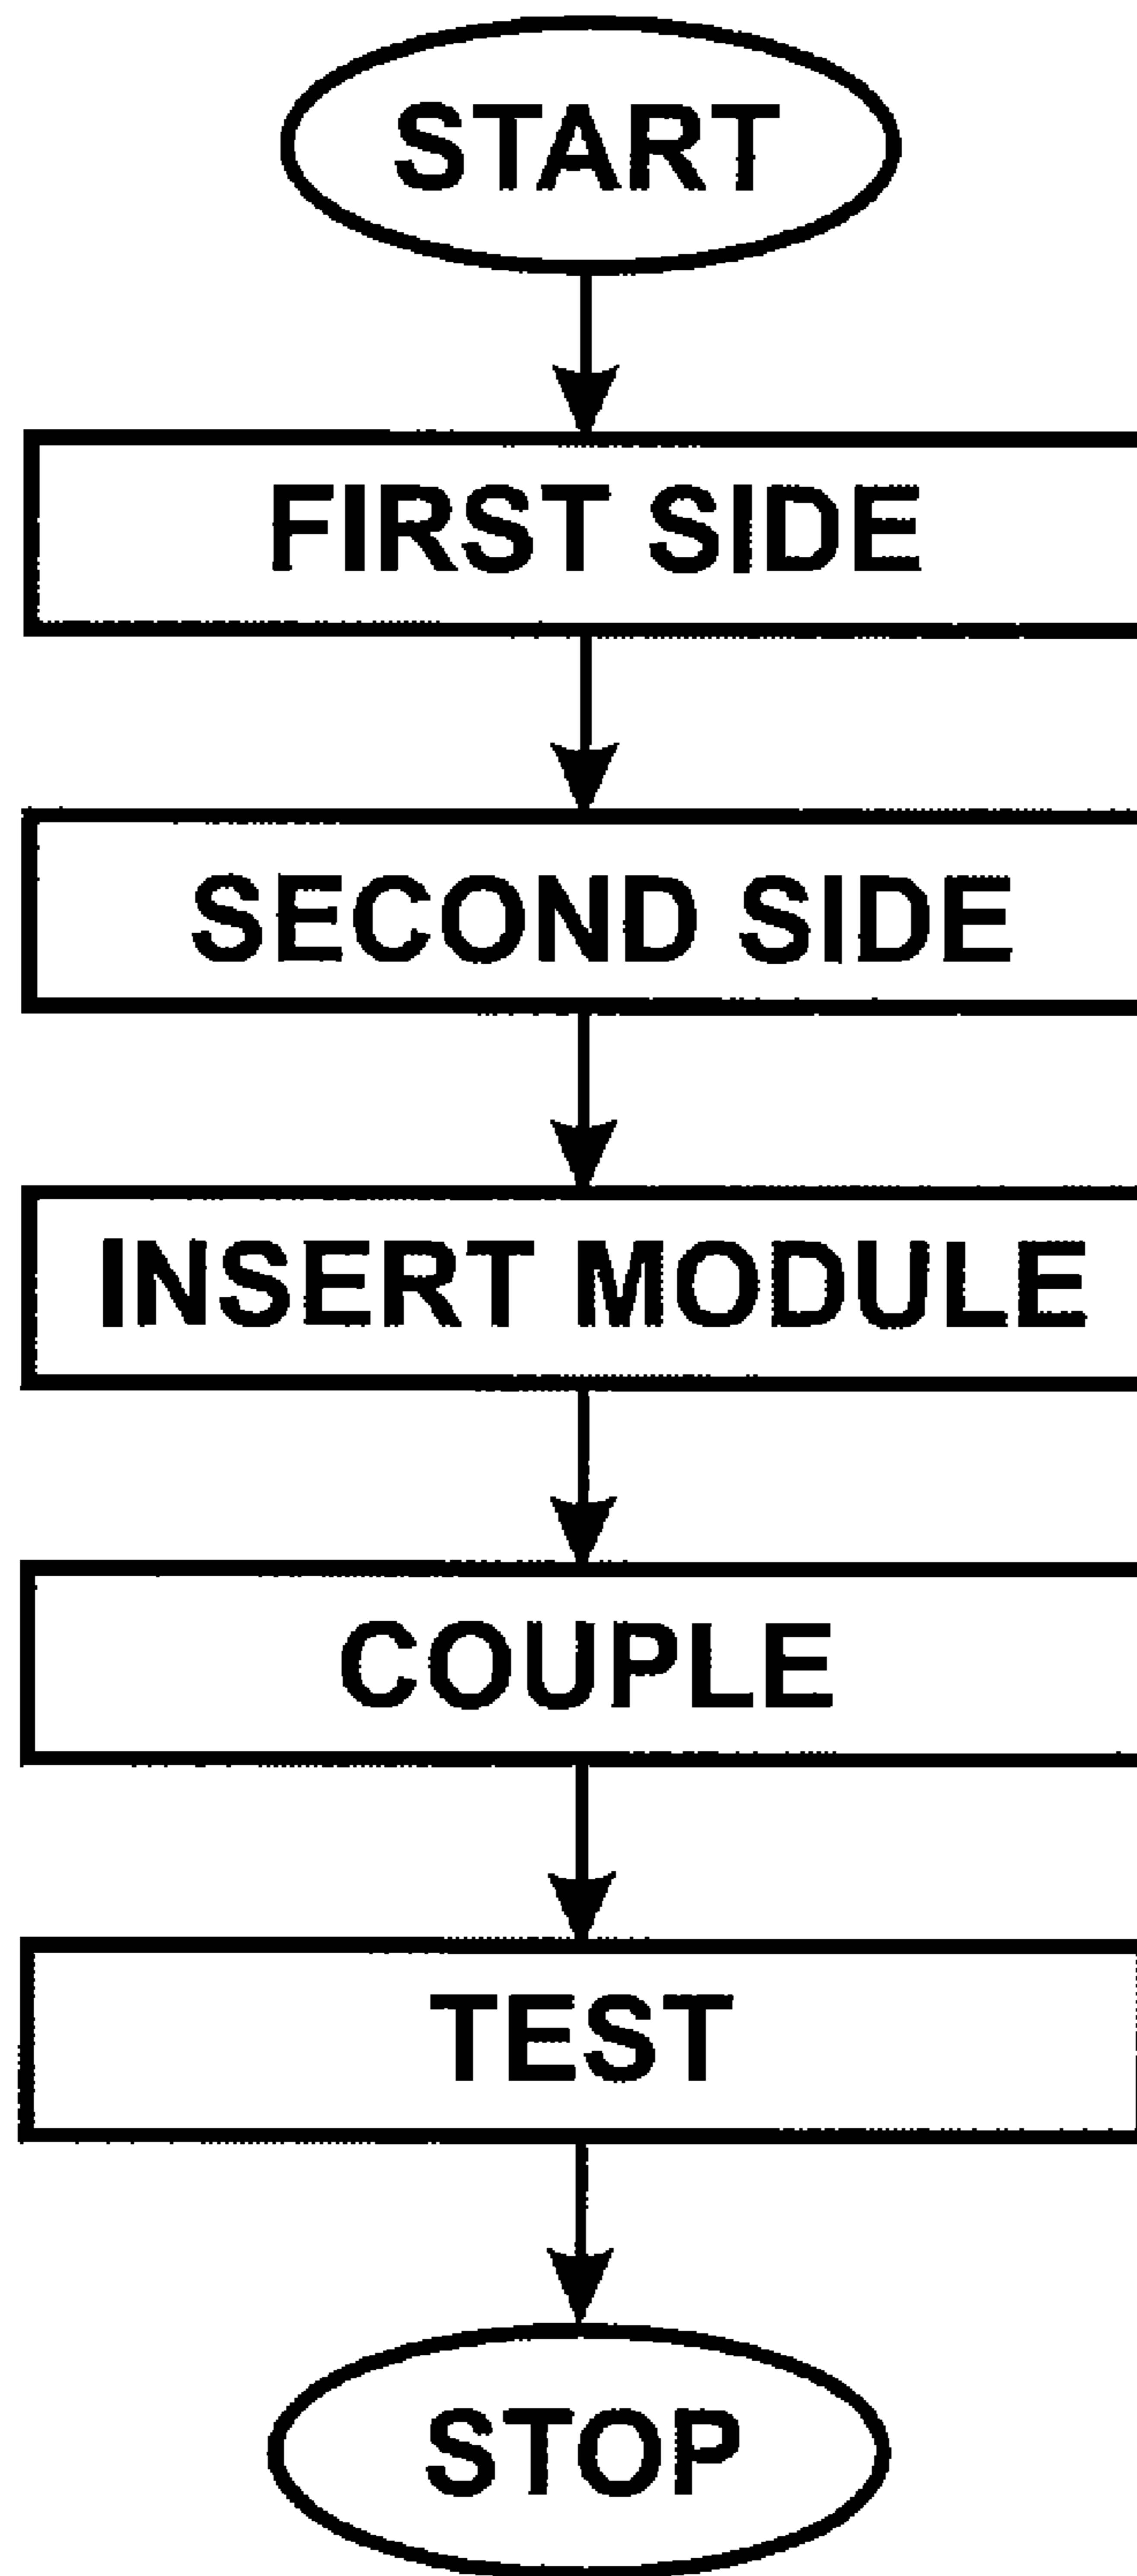 START
FIRST SIDE
SECOND SIDE
INSERT MODULE
COUPLE
TEST
STOP